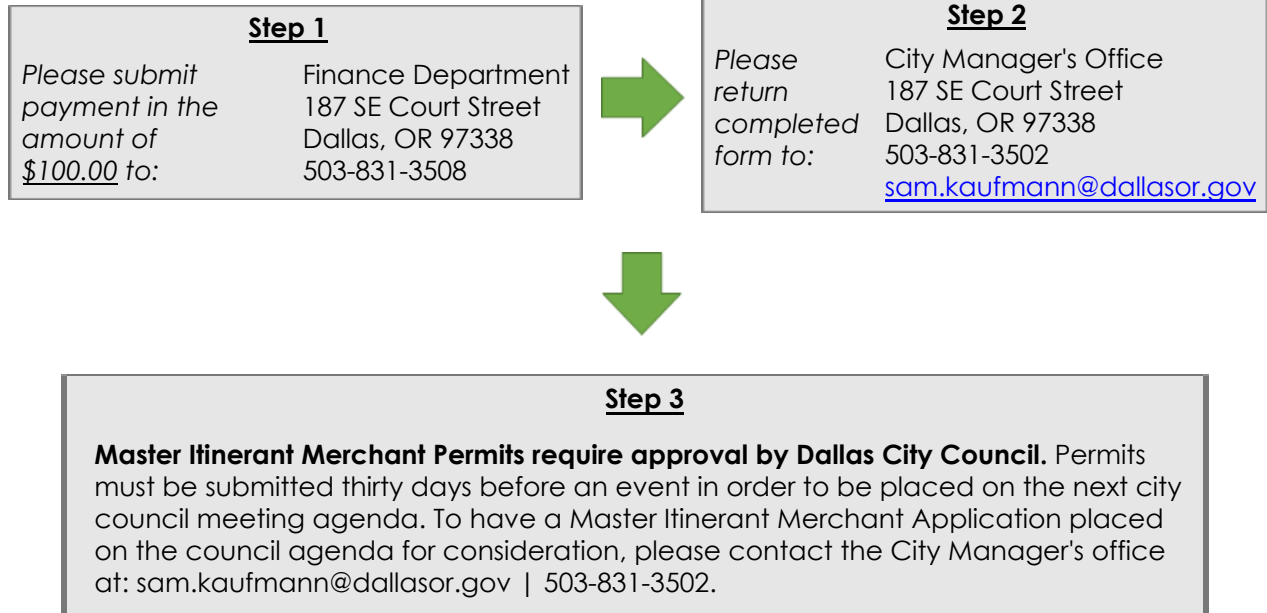 Step 1
Please submit
payment in the
amount of
$100.00 to:
Finance Department
187 SE Court Street
Dallas, OR 97338
503-831-3508
Step 2
Please
return
completed
form to:
City Manager's Office
187 SE Court Street
Dallas, OR 97338
503-831-3502
sam.kaufmann@dallasor.gov
Step 3
Master Itinerant Merchant Permits require approval by Dallas City Council. Permits
must be submitted thirty days before an event in order to be placed on the next city
council meeting agenda. To have a Master Itinerant Merchant Application placed
on the council agenda for consideration, please contact the City Manager's office
at: sam.kaufmann@dallasor.gov | 503-831-3502.